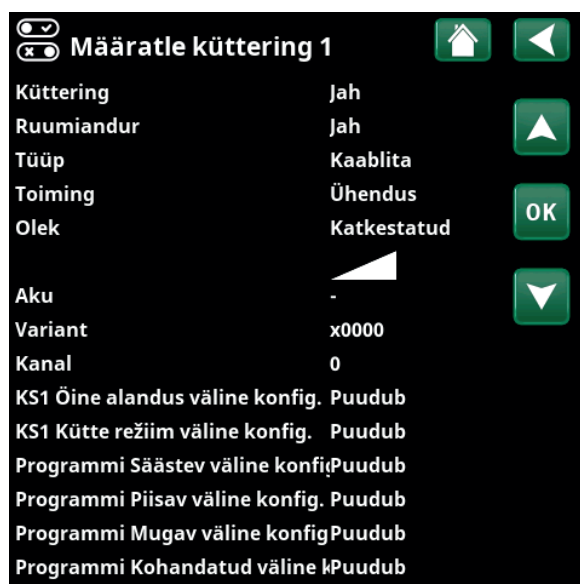 Määratle küttering 1
Küttering Jah
Ruumiandur Jah
Tüüp Kaablita
Toiming Ühendus
OK
Olek Katkestatud
Aku -
Variant x0000
Kanal 0
KS1 Öine alandus väline konfig. Puudub
KS1 Kütte režiim väline konfig. Puudub
Programmi Säästev väline konfig Puudub
Programmi Piisav väline konfig. Puudub
Programmi Mugav väline konfig Puudub
Programmi Kohandatud väline k Puudub